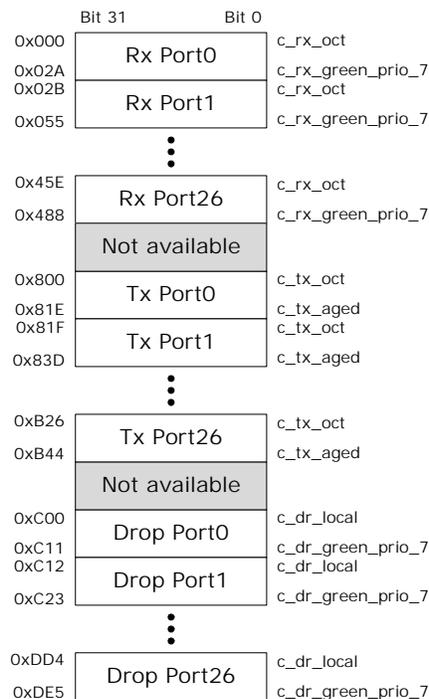 Bit 31 Bit 0
0x000 c_rx_oct
Rx Port0
0x02A c_rx_green_prio_7
0x02B c_rx_oct
Rx Port1
0x055 c_rx_green_prio_7
0x45E c_rx_oct
Rx Port26
0x488 c_rx_green_prio_7
Not available
0x800 c_tx_oct
Tx Port0
0x81E c_tx_aged
0x81F c_tx_oct
Tx Port1
0x83D c_tx_aged
0xB26 c_tx_oct
Tx Port26
0xB44 c_tx_aged
Not available
0xC00 c_dr_local
Drop Port0
0xC11 c_dr_green_prio_7
0xC12 c_dr_local
Drop Port1
0xC23 c_dr_green_prio_7
0xDD4 c_dr_local
Drop Port26
0xDE5 c_dr_green_prio_7